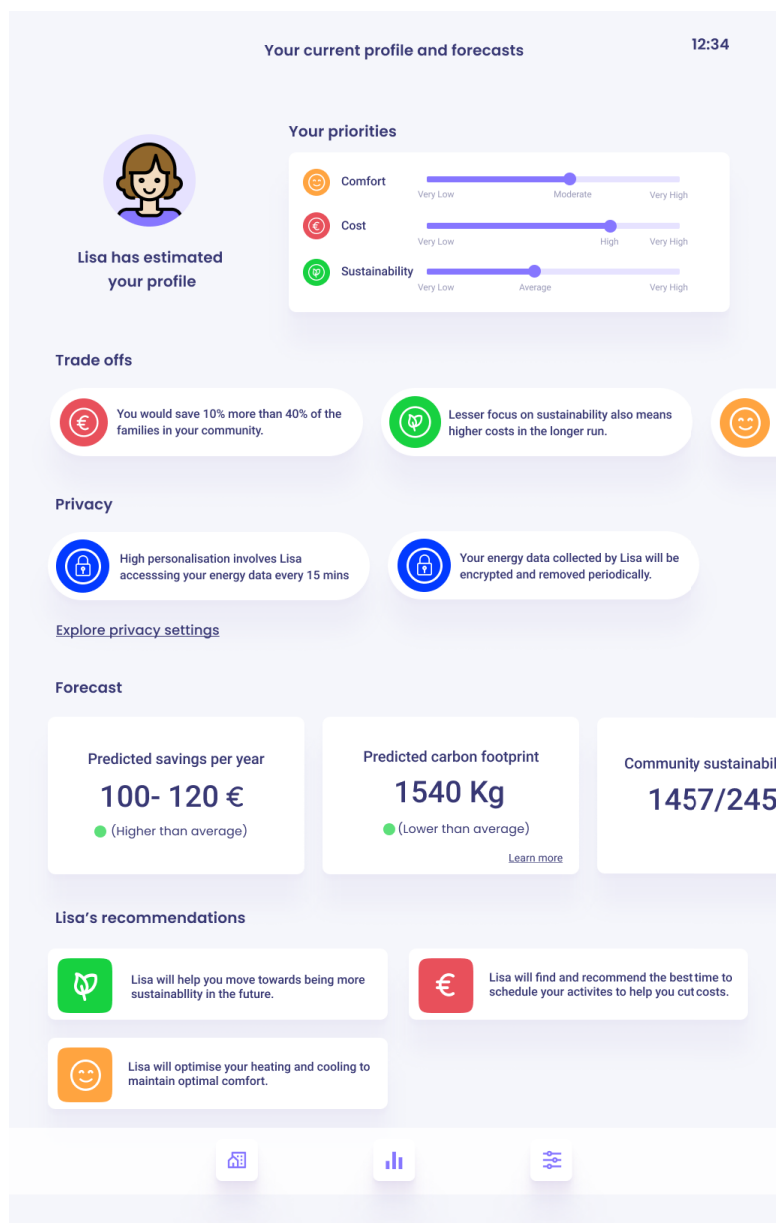 Your current profile and forecasts
12:34
Your priorities
Comfort
Very Low
Moderate
Very High
€
Cost
Very Low
High
Very High
Sustainability
Very Low
Average
Very High
Lisa has estimated
your profile
Trade offs
€
You would save 10% more than 40% of the
families in your community.
Lesser focus on sustainability also means
higher costs in the longer run.
Privacy
High personalisation involves Lisa
accesssing your energy data every 15 mins
Your energy data collected by Lisa will be
encrypted and removed periodically.
Explore privacy settings
Forecast
Predicted savings per year
100- 120 €
(Higher than average)
Predicted carbon footprint
1540 Kg
(Lower than average)
Learn more
Community sustainabil
1457/245
Lisa’s recommendations
Lisa will help you move towards being more
sustainabllity in the future.
€
Lisa will find and recommend the best time to
schedule your activites to help you cut costs.
Lisa will optimise your heating and cooling to
maintain optimal comfort.